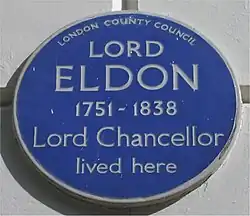 LONDON COUNTY COUNCIL
LORD
ELDON
1751-1838
Lord Chancellor
lived here